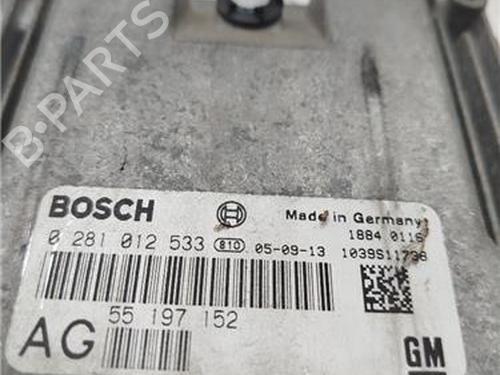 B-PARTS
BOSCH
Made in Germany
0 281 012 533 810 05-09-13
1884 0116
1039S11736
55 197 152
AG
GM